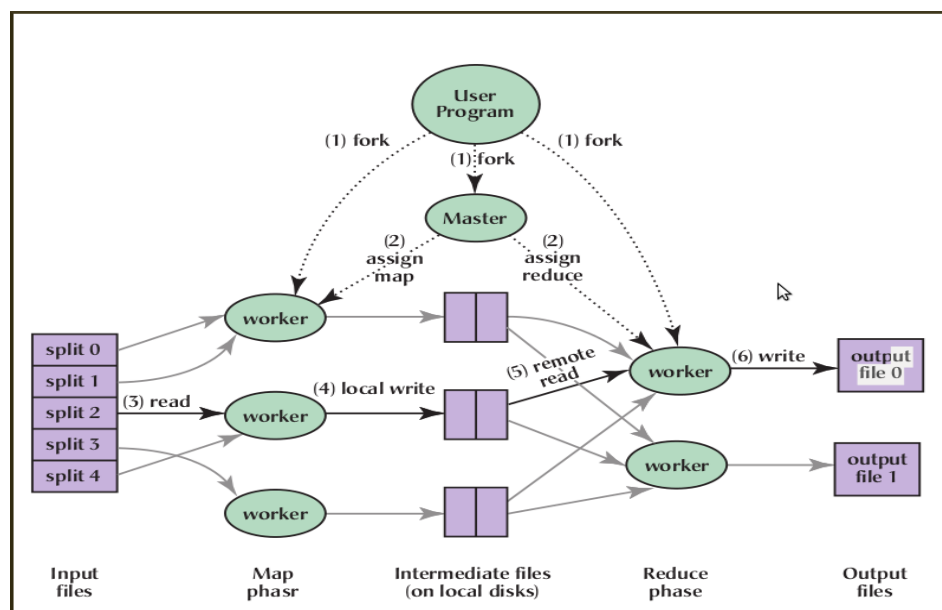 User
Program
(1) fork
(1) fork
(1) fork
Master
(2)
assign
map
(2)
assign
reduce
worker
split 0
split 1
split 2
split 3
split 4
(3) read
worker
(4) local write
worker
(5) remote
read
worker
(6) write
output
file 0
worker
output
file 1
Input
files
Map
phasr
Intermediate files
(on local disks)
Reduce
phase
Output
files